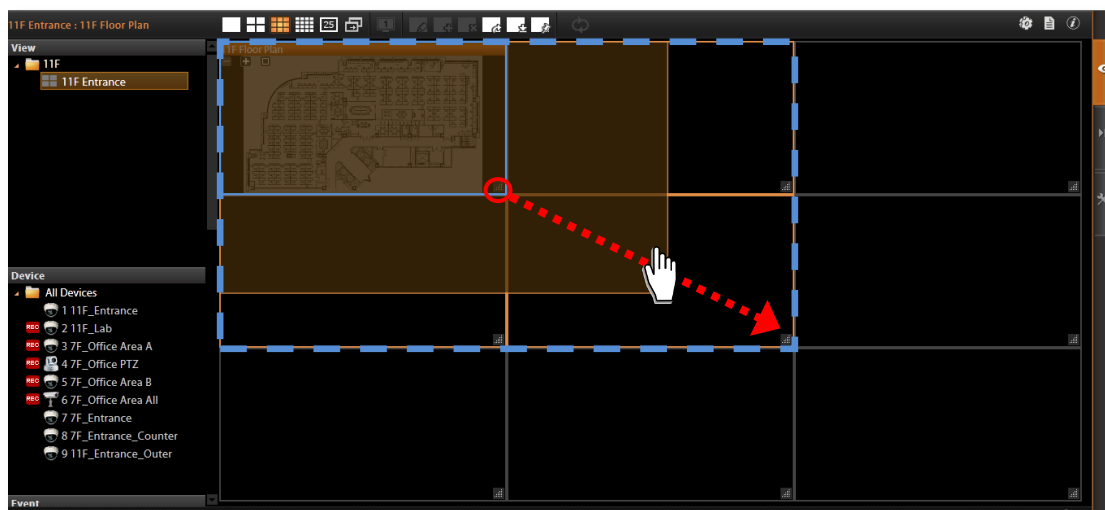 11F Entrance : 11F Floor Plan
25
1
View
11F
11F Entrance
11F Floor Plan
Device
All Devices
1 11F_Entrance
REC 2 11F_Lab
REC 3 7F_Office Area A
REC 4 7F_Office PTZ
REC 5 7F_Office Area B
REC 6 7F_Office Area All
7 7F_Entrance
8 7F_Entrance_Counter
9 11F_Entrance_Outer
Event